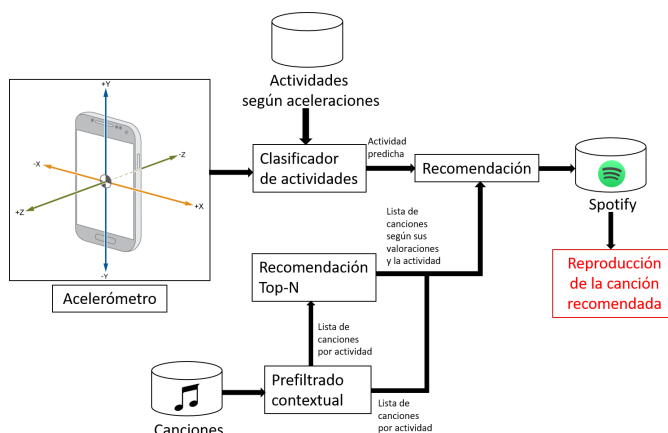 Actividades
según aceleraciones
+Y
-X
-Z
+Z
+X
-Y
Acelerómetro
Clasificador
de actividades
Actividad
predicha
Recomendación
Spotify
Reproducción
de la canción
recomendada
Lista de
canciones
según sus
valoraciones
y la actividad
Recomendación
Top-N
Lista de
canciones
por actividad
Prefiltrado
contextual
Lista de
canciones
por actividad
Canciones